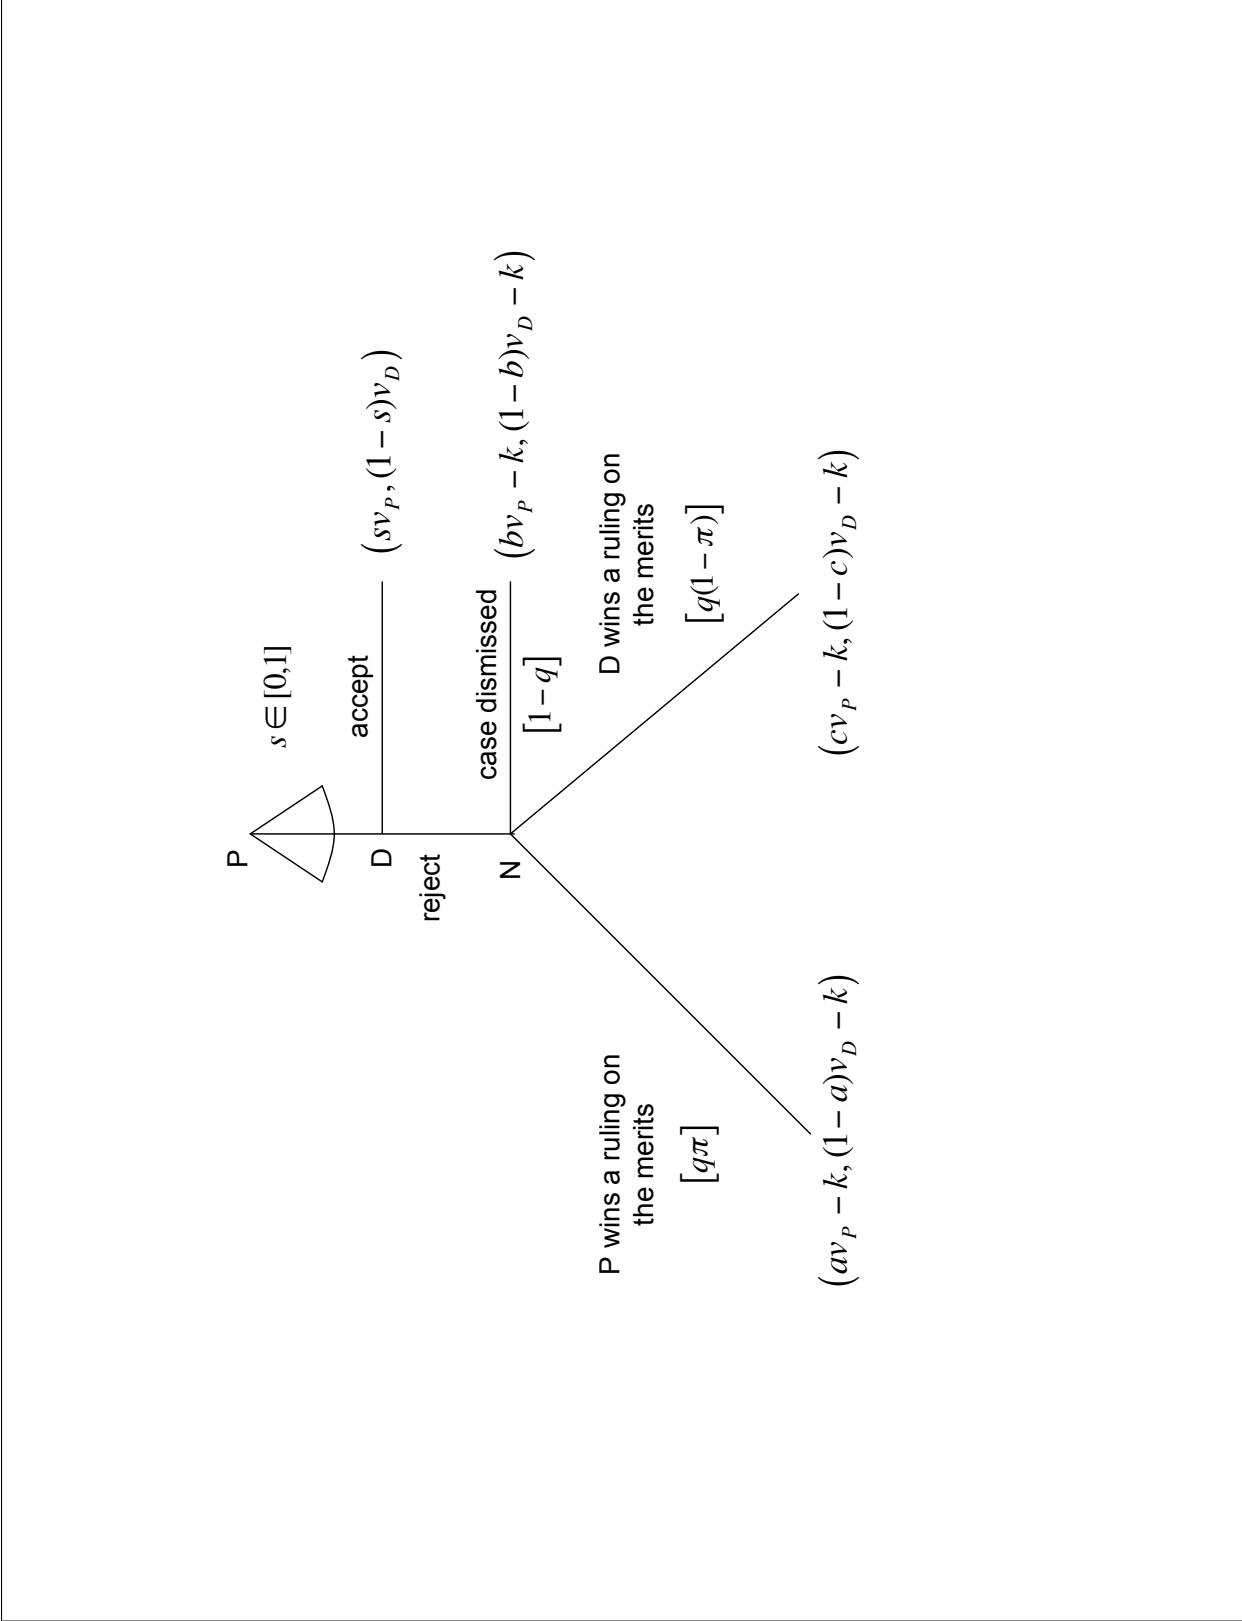 P
s ∈ [0,1]
D
accept
(sv_P, (1 − s)v_D)
reject
N
case dismissed
[1 − q]
(bv_P − k, (1 − b)v_D − k)
P wins a ruling on
the merits
[qπ]
D wins a ruling on
the merits
[q(1 − π)]
(av_P − k, (1 − a)v_D − k)
(cv_P − k, (1 − c)v_D − k)